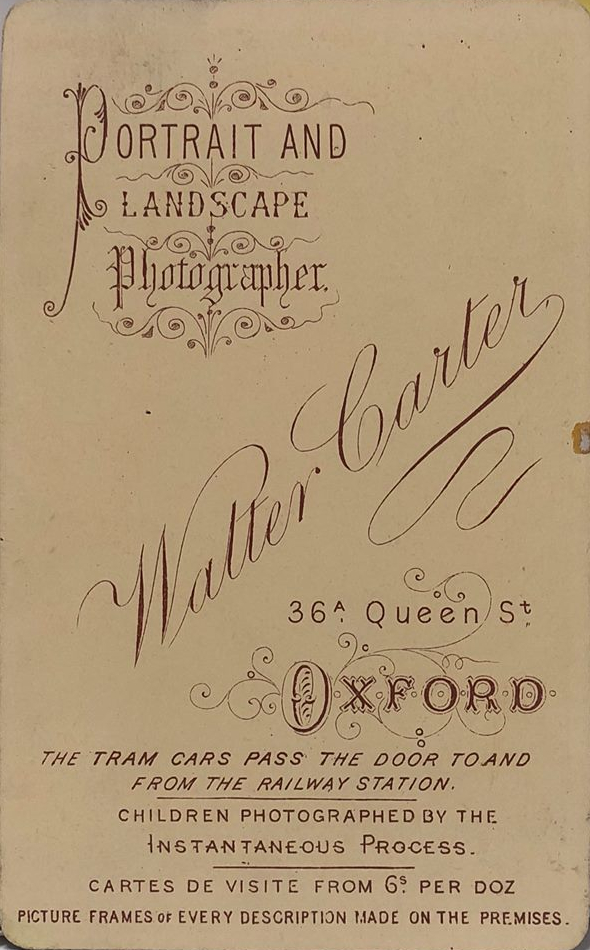 PORTRAIT AND
LANDSCAPE
Photographer.
Walter Carter
36A. Queen St.
OXFORD.
THE TRAM CARS PASS THE DOOR TO AND
FROM THE RAILWAY STATION.
CHILDREN PHOTOGRAPHED BY THE
INSTANTANEOUS PROCESS.
CARTES DE VISITE FROM 6s. PER DOZ
PICTURE FRAMES OF EVERY DESCRIPTION MADE ON THE PREMISES.